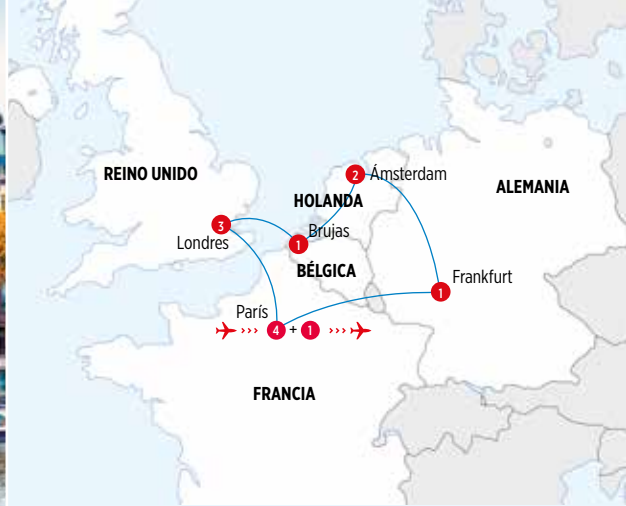 REINO UNIDO
2 Ámsterdam
ALEMANIA
HOLANDA
3
Londres
Brujas
1
BÉLGICA
Frankfurt
1
París
››› 4 + 1 ›››
FRANCIA